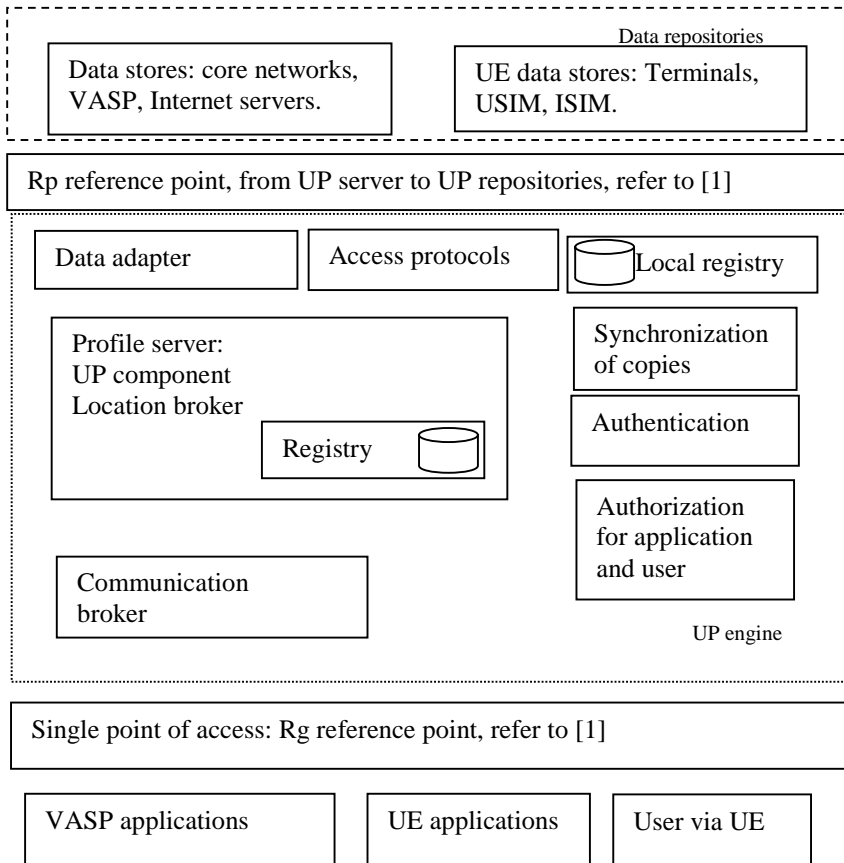 Data repositories
Data stores: core networks,
VASP, Internet servers.
UE data stores: Terminals,
USIM, ISIM.
Rp reference point, from UP server to UP repositories, refer to [1]
Data adapter
Access protocols
Local registry
Profile server:
UP component
Location broker
Registry
Synchronization
of copies
Authentication
Authorization
for application
and user
Communication
broker
UP engine
Single point of access: Rg reference point, refer to [1]
VASP applications
UE applications
User via UE